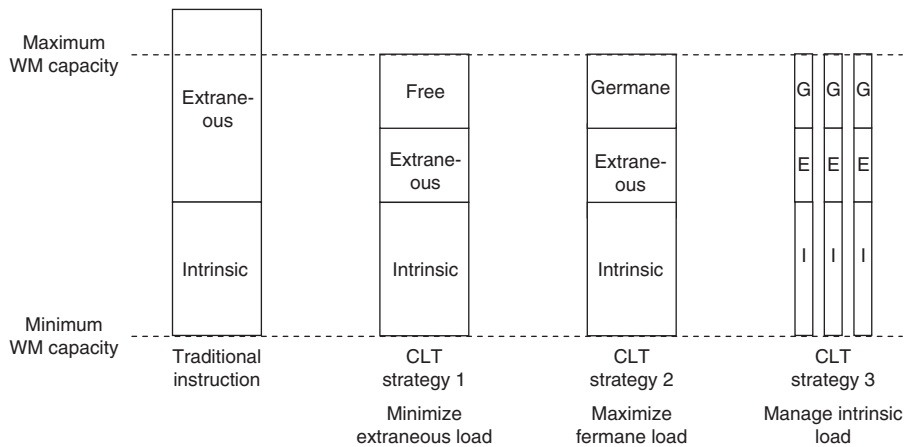 Maximum
WM capacity
Extrane-
ous
Free
Germane
G G G
Extrane-
ous
Extrane-
ous
E E E
Intrinsic
Intrinsic
Intrinsic
I I I
Minimum
WM capacity
Traditional
instruction
CLT
strategy 1
Minimize
extraneous load
CLT
strategy 2
Maximize
fermane load
CLT
strategy 3
Manage intrinsic
load